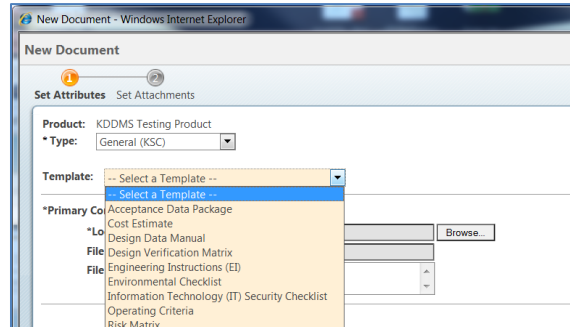 New Document - Windows Internet Explorer
New Document
1 2
Set Attributes Set Attachments
Product: KDDMS Testing Product
* Type: General (KSC)
Template: -- Select a Template --
-- Select a Template --
*Primary Co Acceptance Data Package
Cost Estimate
*Lo Design Data Manual Browse...
File Design Verification Matrix
File Engineering Instructions (EI)
Environmental Checklist
Information Technology (IT) Security Checklist
Operating Criteria
Risk Matrix